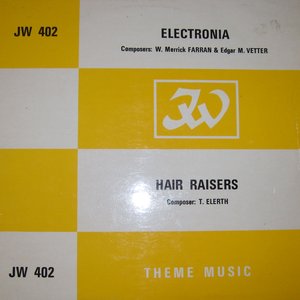 JW 402
ELECTRONIA
Composers: W. Merrick FARRAN & Edgar M. VETTER
JW
HAIR RAISERS
Composer: T. ELERTH
JW 402
THEME MUSIC